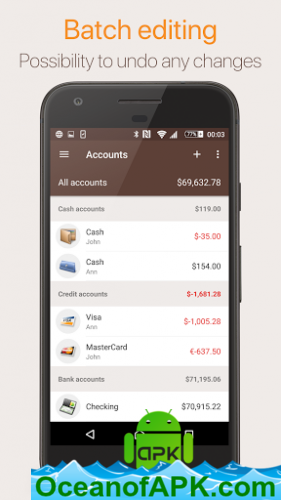 Batch editing
Possibility to undo any changes
77% 00:03
Accounts
All accounts $69,632.78
Cash accounts $119.00
Cash $-35.00
John
Cash $154.00
Ann
Credit accounts $-1,681.28
Visa $-1,005.28
Ann
MasterCard €-637.50
John
Bank accounts $71,195.06
Checking $70,915.22
APK
OceanofAPK.com